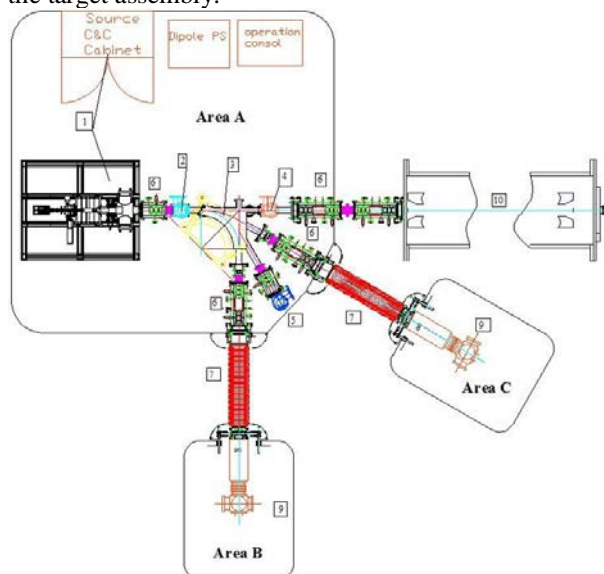 the target assembly.
Source
C&C
Cabinet
Dipole PS
operation
consol
Area A
1
2
3
4
5
6
6
6
6
7
7
9
9
10
Area C
Area B